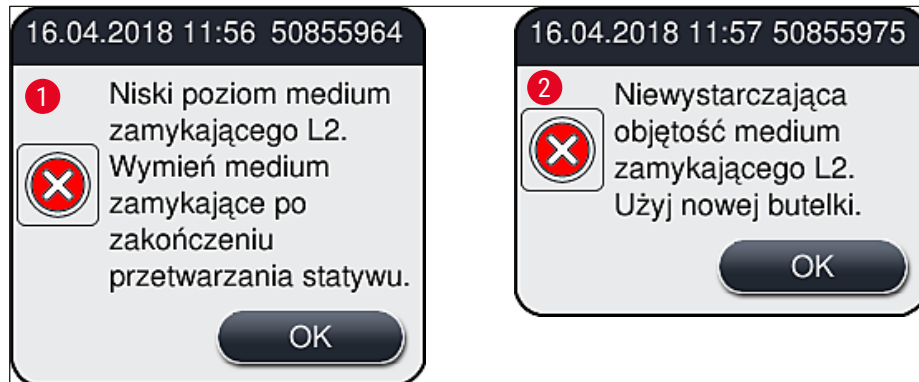 16.04.2018 11:56 50855964
1
Niski poziom medium
zamykającego L2.
Wymień medium
zamykające po
zakończeniu
przetwarzania statywu.
OK
16.04.2018 11:57 50855975
2
Niewystarczająca
objętość medium
zamykającego L2.
Użyj nowej butelki.
OK